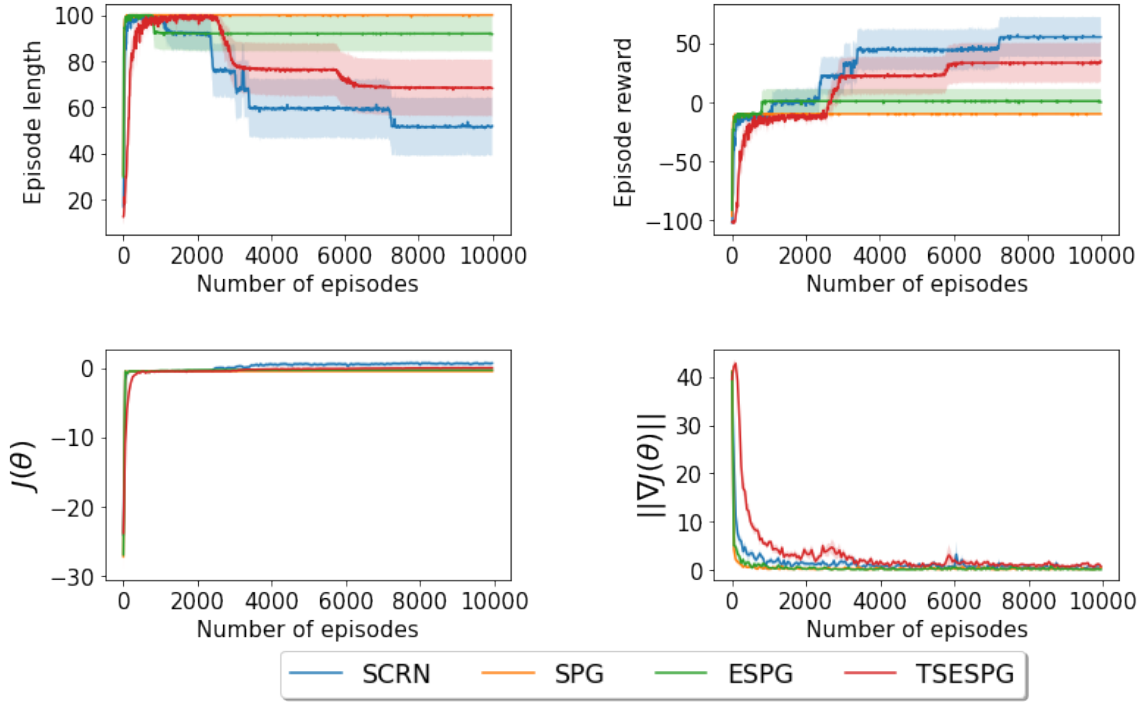 Episode length
100
80
60
40
20
0 2000 4000 6000 8000 10000
Number of episodes
Episode reward
50
0
−50
−100
0 2000 4000 6000 8000 10000
Number of episodes
J(θ)
0
−10
−20
−30
0 2000 4000 6000 8000 10000
Number of episodes
||∇J(θ)||
40
30
20
10
0
0 2000 4000 6000 8000 10000
Number of episodes
SCRN SPG ESPG TSESPG